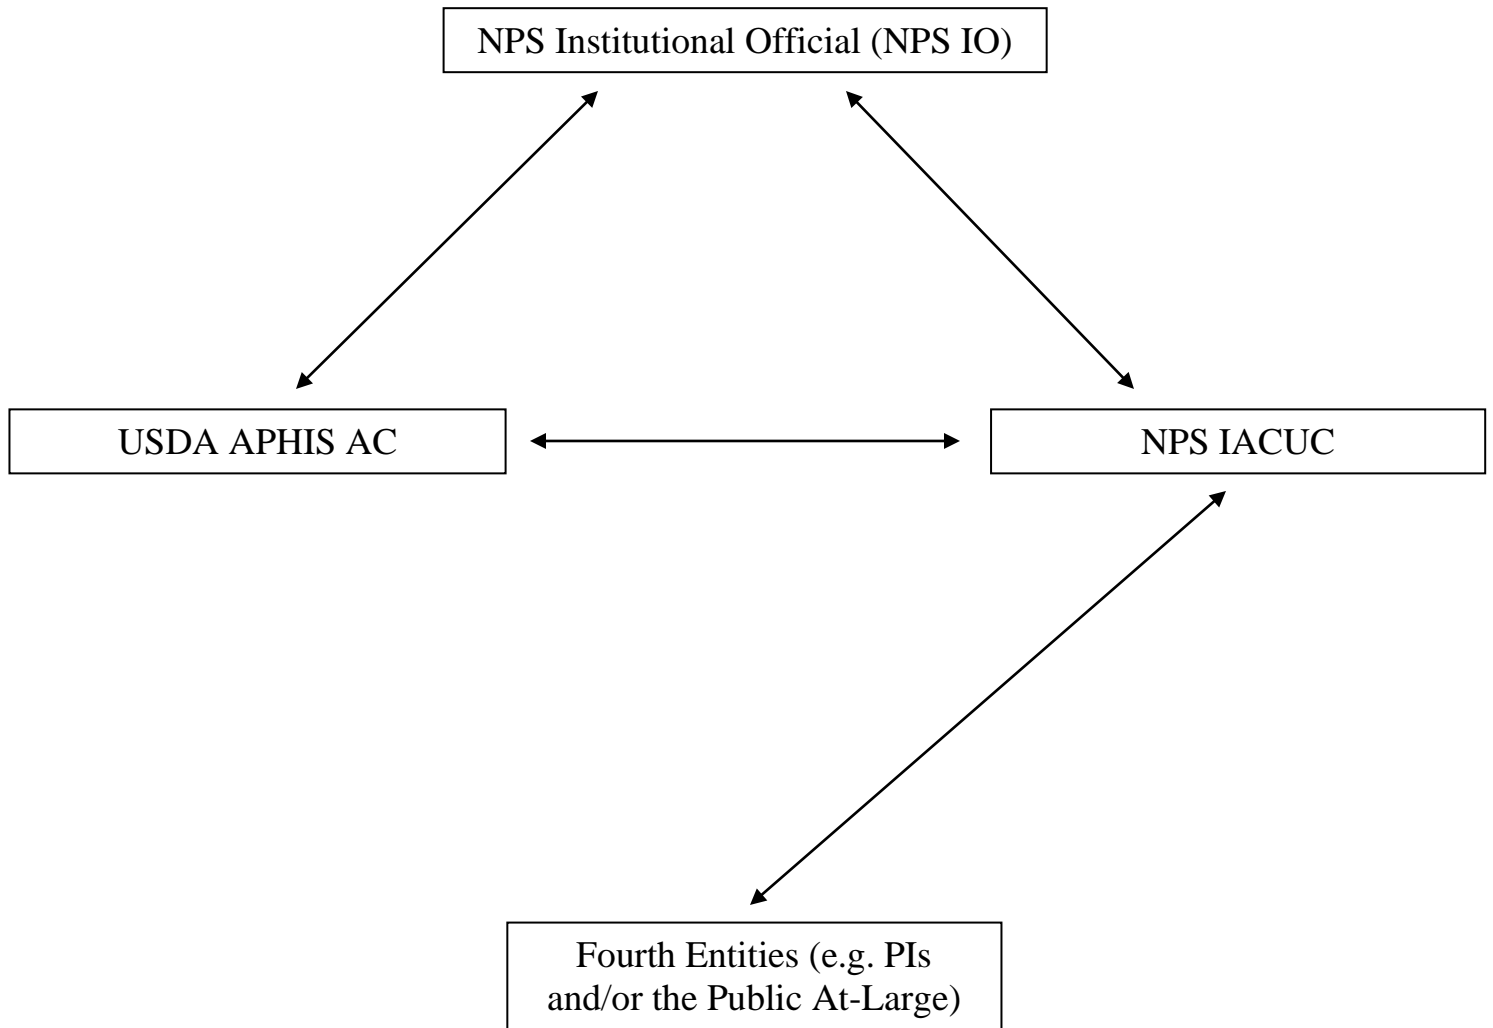 NPS Institutional Official (NPS IO)
USDA APHIS AC
NPS IACUC
Fourth Entities (e.g. PIs
and/or the Public At-Large)